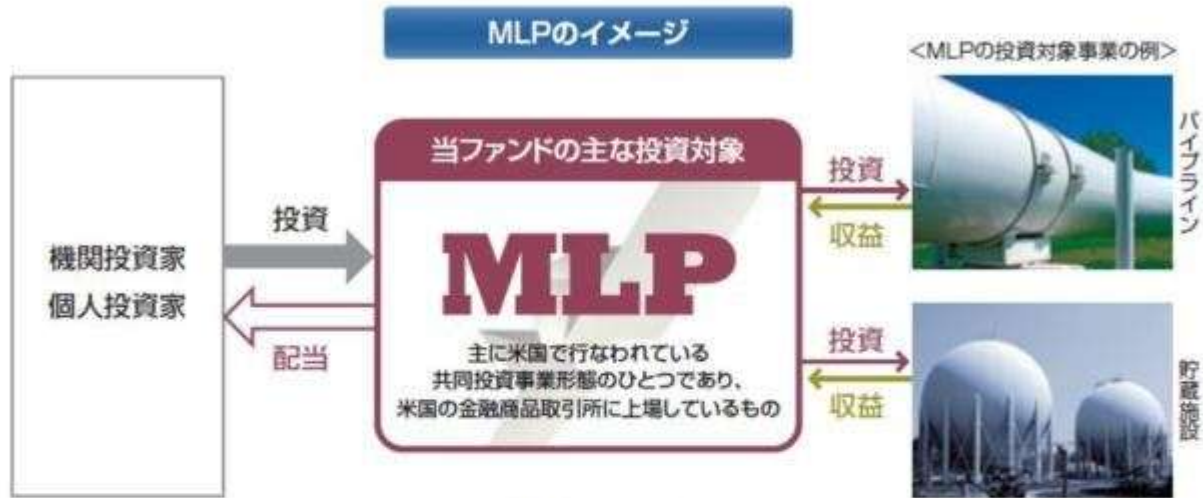 MLPのイメージ
<MLPの投資対象事業の例>
機関投資家
個人投資家
投資
配当
当ファンドの主な投資対象
MLP
主に米国で行なわれている
共同投資事業形態のひとつであり、
米国の金融商品取引所に上場しているもの
投資
収益
パイプライン
投資
収益
貯蔵施設